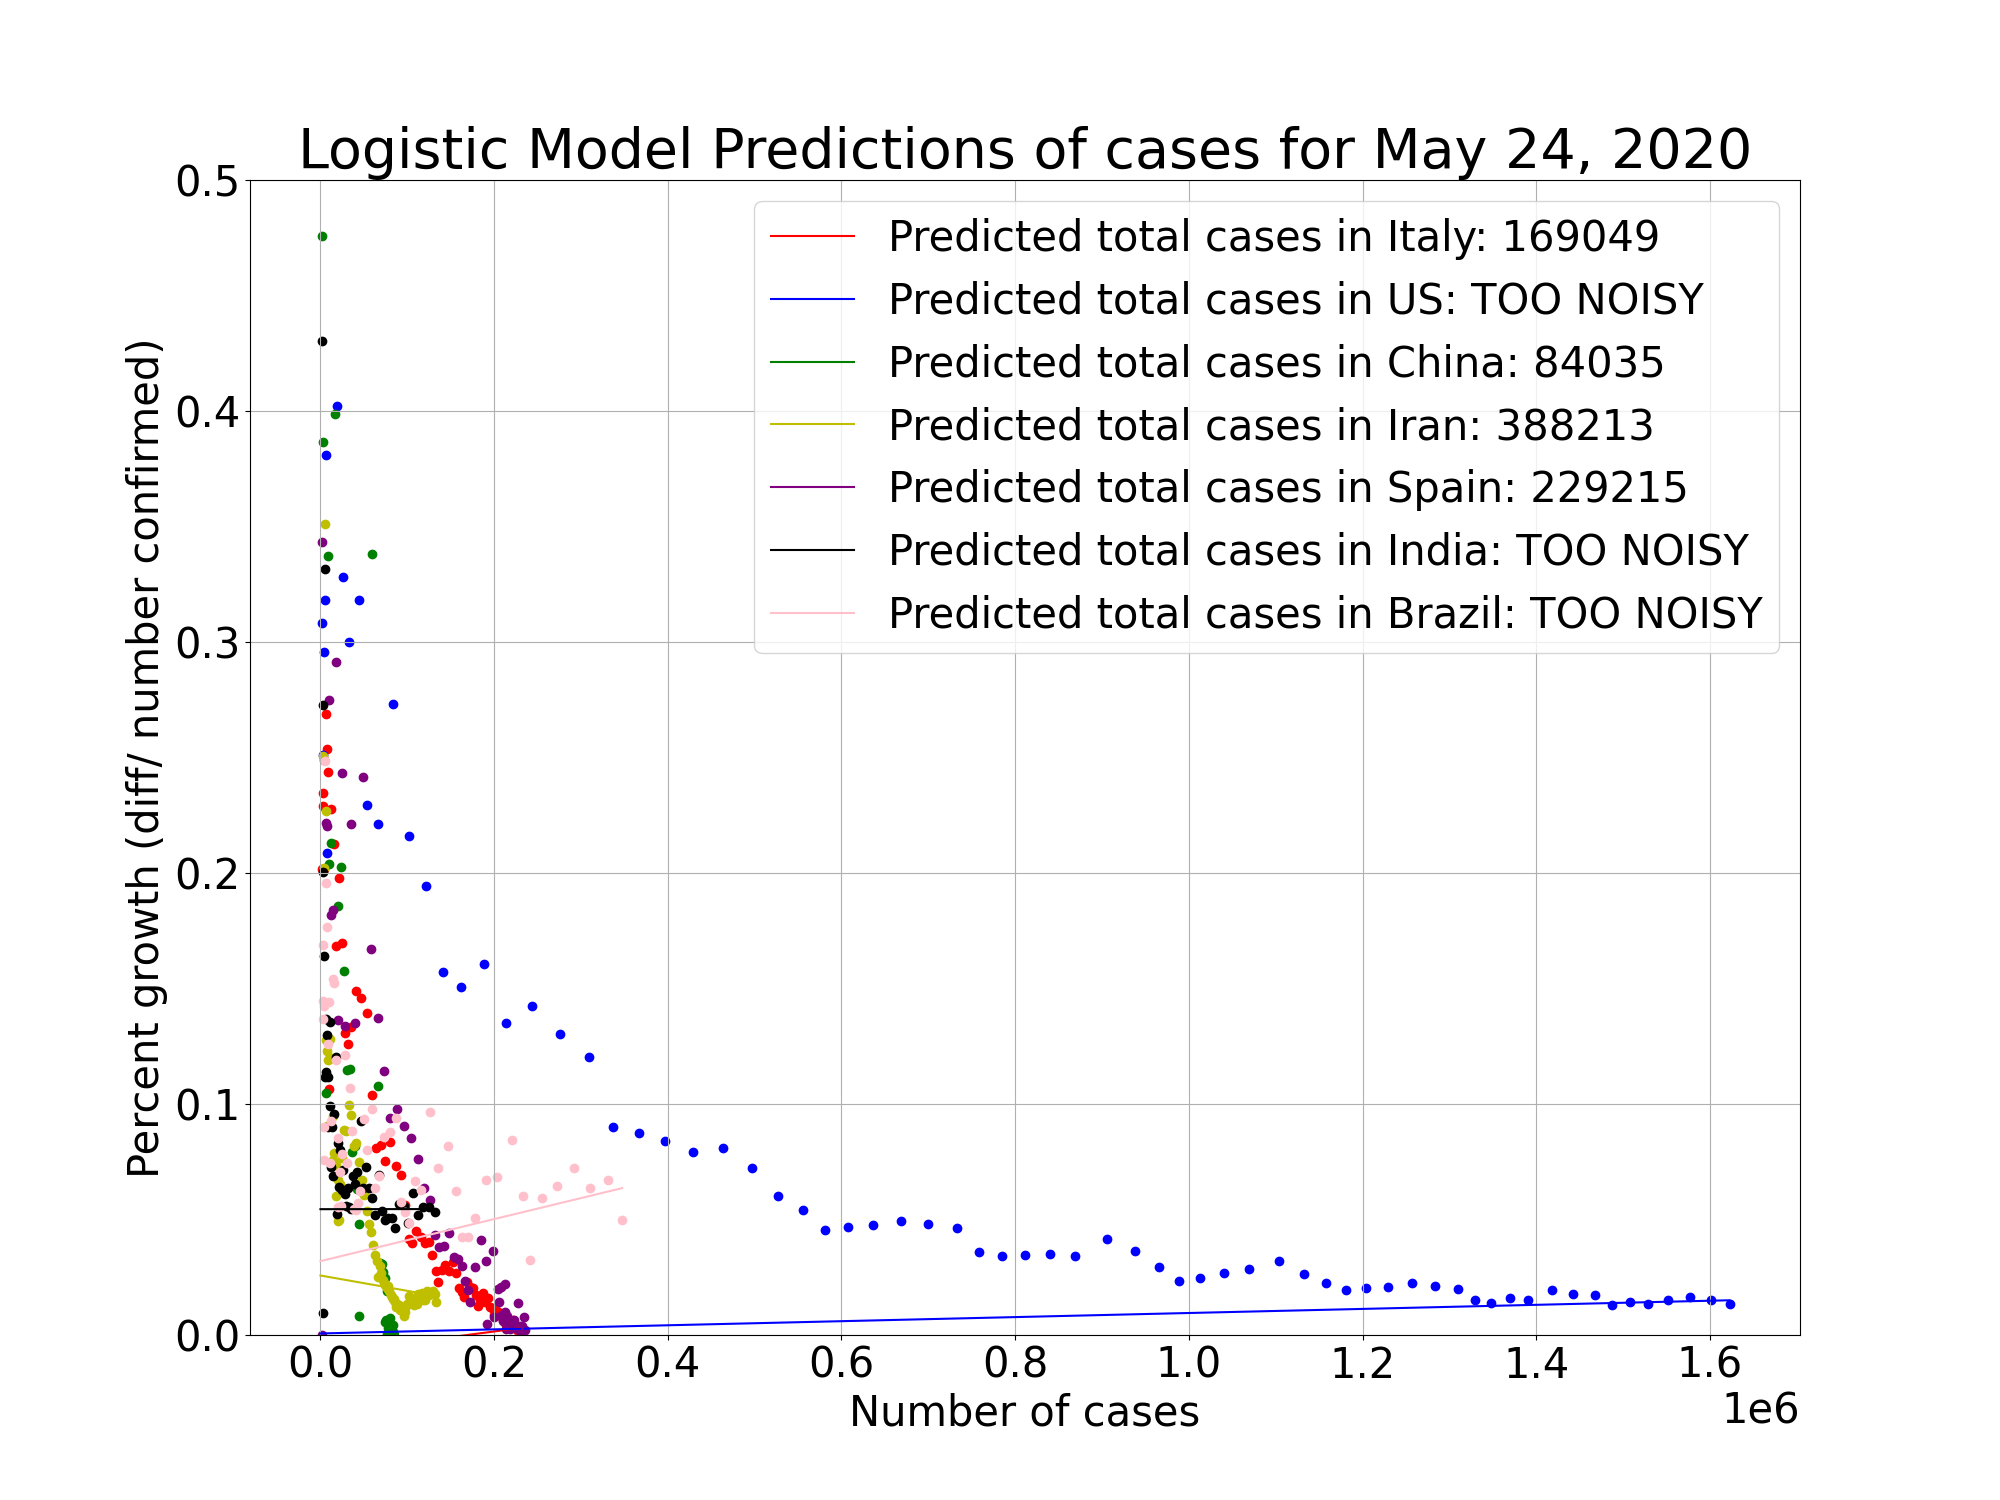 Logistic Model Predictions of cases for May 24, 2020
Percent growth (diff/ number confirmed)
0.5
0.4
0.3
0.2
0.1
0.0
Predicted total cases in Italy: 169049
Predicted total cases in US: TOO NOISY
Predicted total cases in China: 84035
Predicted total cases in Iran: 388213
Predicted total cases in Spain: 229215
Predicted total cases in India: TOO NOISY
Predicted total cases in Brazil: TOO NOISY
0.0 0.2 0.4 0.6 0.8 1.0 1.2 1.4 1.6
1e6
Number of cases